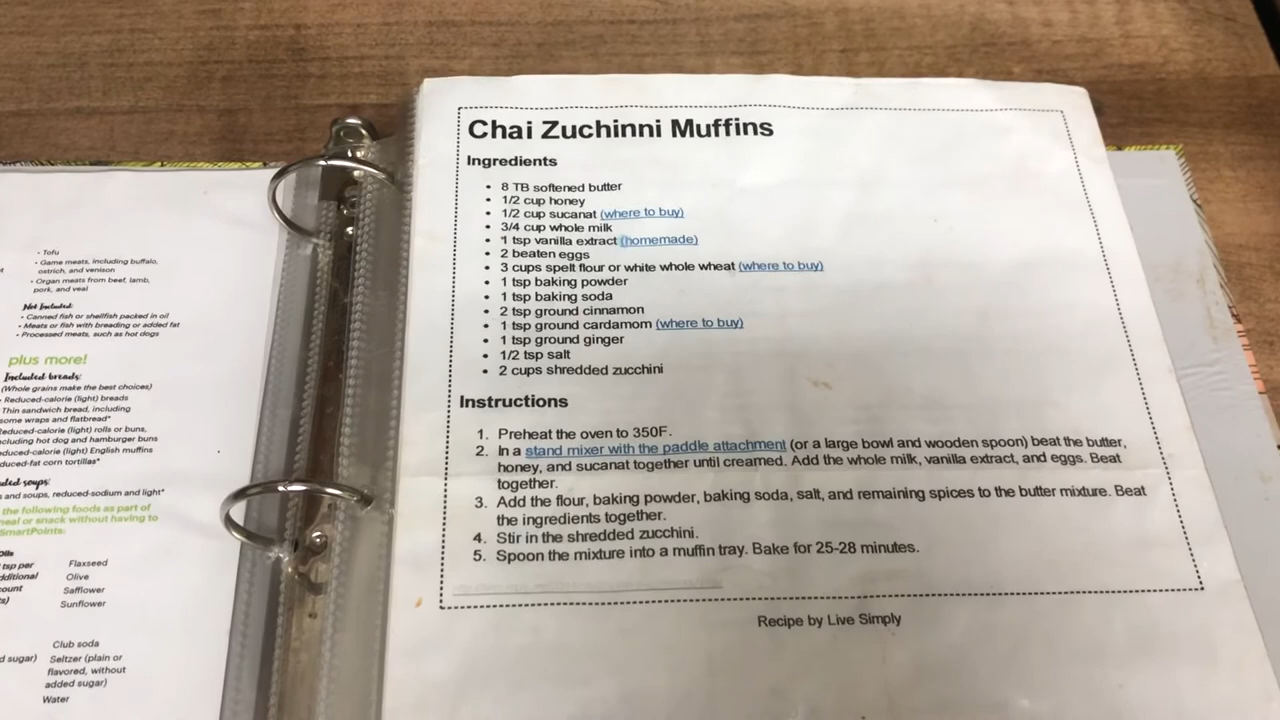 • Tofu
• Game meats, including buffalo,
ostrich, and venison
• Organ meats from beef, lamb,
pork, and veal
Not Included:
• Canned fish or shellfish packed in oil
• Meats or fish with breading or added fat
• Processed meats, such as hot dogs
plus more!
Included breads:
(Whole grains make the best choices)
• Reduced-calorie (light) breads
Thin sandwich bread, including
some wraps and flatbread*
Reduced-calorie (light) rolls or buns,
cluding hot dog and hamburger buns
educed-calorie (light) English muffins
duced-fat corn tortillas*
uded soups:
s and soups, reduced-sodium and light*
the following foods as part of
meal or snack without having to
SmartPoints:
Oils
tsp per
dditional
ount
s)
Flaxseed
Olive
Safflower
Sunflower
Club soda
d sugar) Seltzer (plain or
flavored, without
added sugar)
Water
Chai Zuchinni Muffins
Ingredients
• 8 TB softened butter
• 1/2 cup honey
• 1/2 cup sucanat (where to buy)
• 3/4 cup whole milk
• 1 tsp vanilla extract (homemade)
• 2 beaten eggs
• 3 cups spelt flour or white whole wheat (where to buy)
• 1 tsp baking powder
• 1 tsp baking soda
• 2 tsp ground cinnamon
• 1 tsp ground cardamom (where to buy)
• 1 tsp ground ginger
• 1/2 tsp salt
• 2 cups shredded zucchini
Instructions
1. Preheat the oven to 350F.
2. In a stand mixer with the paddle attachment (or a large bowl and wooden spoon) beat the butter,
honey, and sucanat together until creamed. Add the whole milk, vanilla extract, and eggs. Beat
together.
3. Add the flour, baking powder, baking soda, salt, and remaining spices to the butter mixture. Beat
the ingredients together.
4. Stir in the shredded zucchini.
5. Spoon the mixture into a muffin tray. Bake for 25-28 minutes.
Recipe by Live Simply